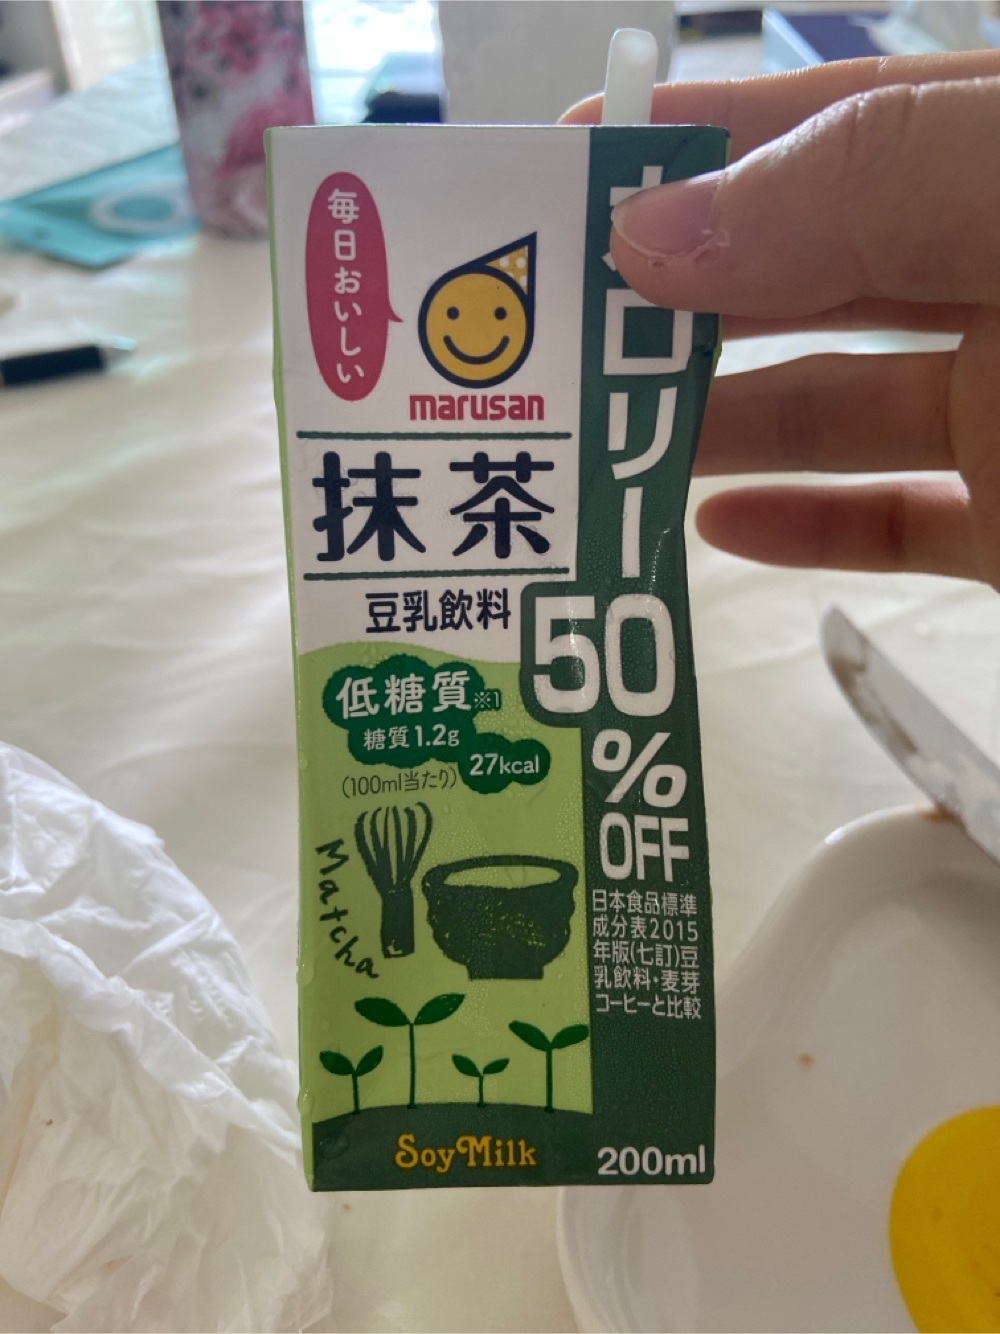 毎日おいしい
marusan
抹茶
豆乳飲料
カロリー
50
%
OFF
低糖質※1
糖質1.2g
27kcal
(100ml当たり)
Matcha
日本食品標準
成分表2015
年版(七訂)豆
乳飲料・麦芽
コーヒーと比較
SoyMilk
200ml